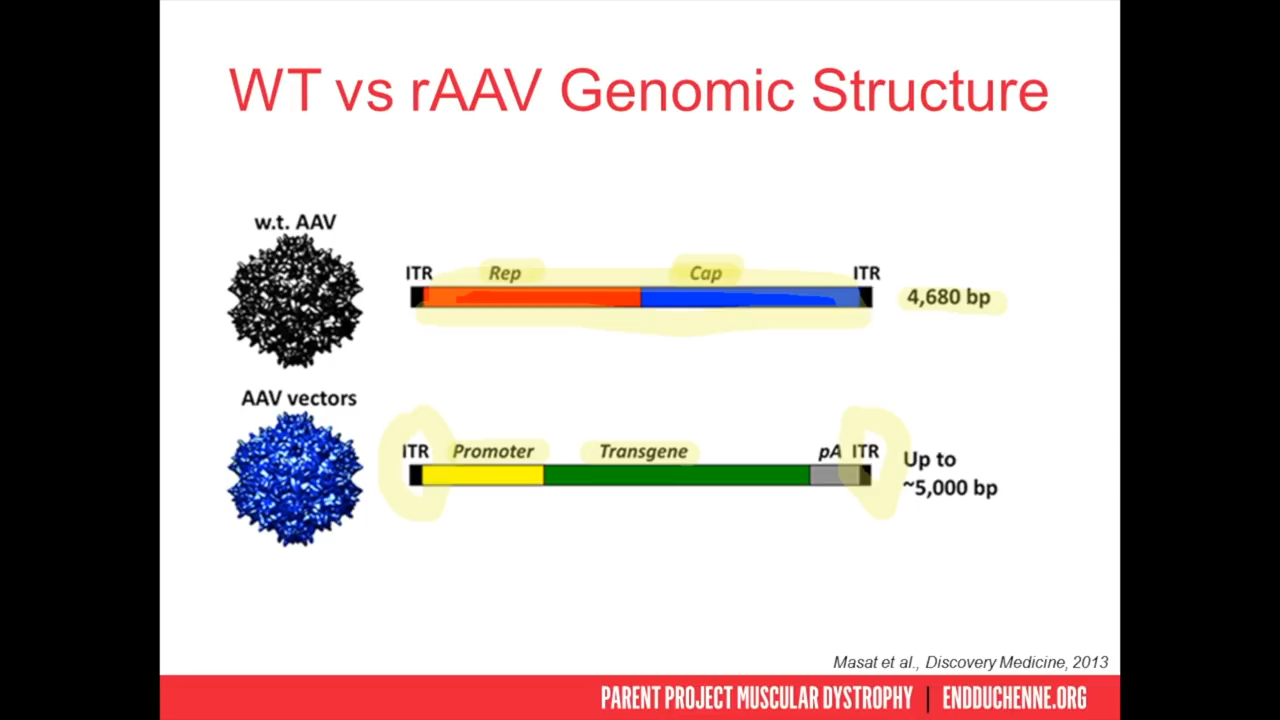 WT vs rAAV Genomic Structure
w.t. AAV
ITR Rep Cap ITR
4,680 bp
AAV vectors
ITR Promoter Transgene pA ITR
Up to
~5,000 bp
Masat et al., Discovery Medicine, 2013
PARENT PROJECT MUSCULAR DYSTROPHY | ENDDUCHENNE.ORG